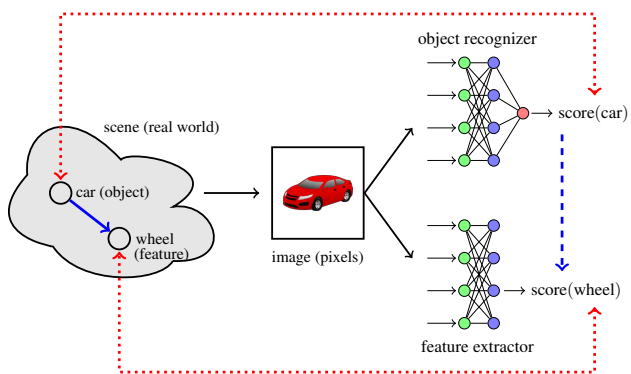 object recognizer
score(car)
scene (real world)
car (object)
wheel
(feature)
image (pixels)
score(wheel)
feature extractor